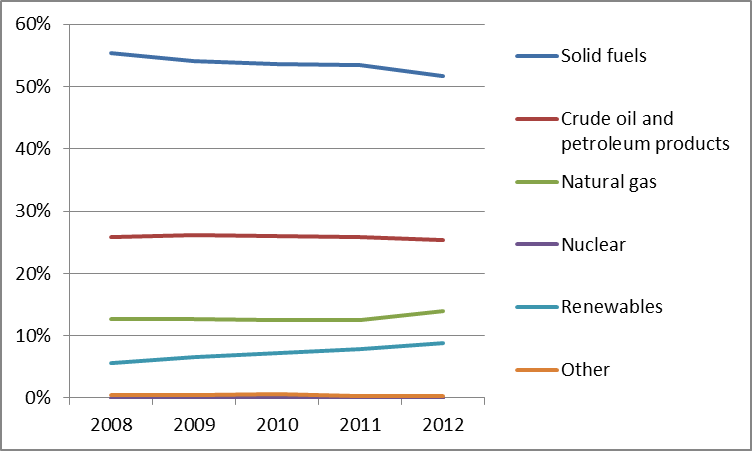 60%
50%
40%
30%
20%
10%
0%
2008 2009 2010 2011 2012
Solid fuels
Crude oil and
petroleum products
Natural gas
Nuclear
Renewables
Other